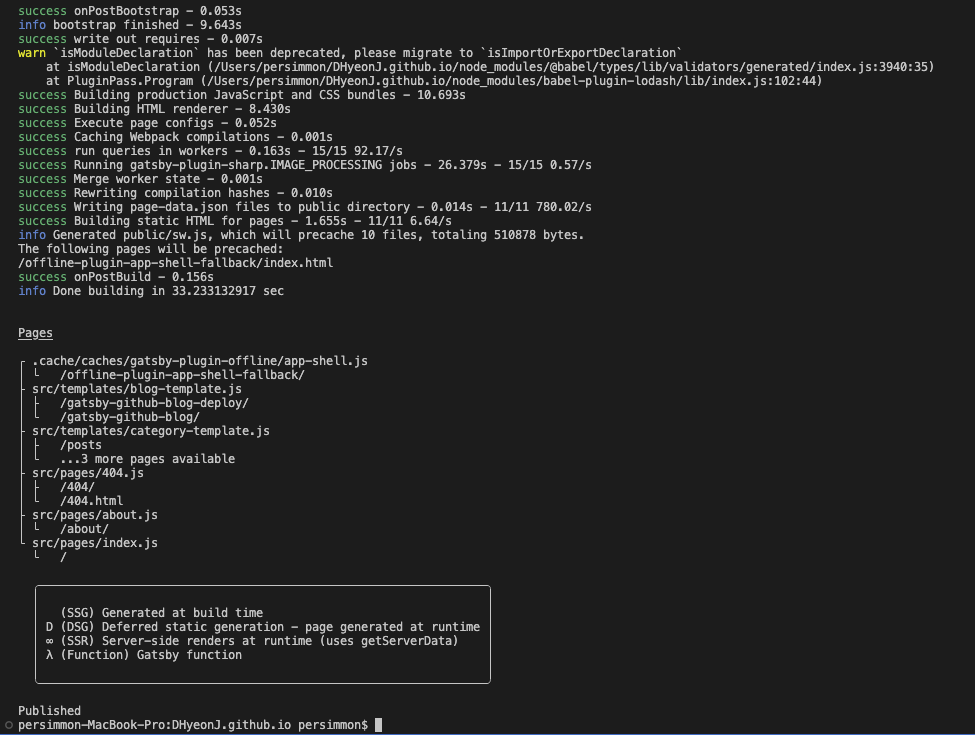 success onPostBootstrap - 0.053s
info bootstrap finished - 9.643s
success write out requires - 0.007s
warn `isModuleDeclaration` has been deprecated, please migrate to `isImportOrExportDeclaration`
    at isModuleDeclaration (/Users/persimmon/DHyeonJ.github.io/node_modules/@babel/types/lib/validators/generated/index.js:3940:35)
    at PluginPass.Program (/Users/persimmon/DHyeonJ.github.io/node_modules/babel-plugin-lodash/lib/index.js:102:44)
success Building production JavaScript and CSS bundles - 10.693s
success Building HTML renderer - 8.430s
success Execute page configs - 0.052s
success Caching Webpack compilations - 0.001s
success run queries in workers - 0.163s - 15/15 92.17/s
success Running gatsby-plugin-sharp.IMAGE_PROCESSING jobs - 26.379s - 15/15 0.57/s
success Merge worker state - 0.001s
success Rewriting compilation hashes - 0.010s
success Writing page-data.json files to public directory - 0.014s - 11/11 780.02/s
success Building static HTML for pages - 1.655s - 11/11 6.64/s
info Generated public/sw.js, which will precache 10 files, totaling 510878 bytes.
The following pages will be precached:
/offline-plugin-app-shell-fallback/index.html
success onPostBuild - 0.156s
info Done building in 33.233132917 sec
Pages
┌ .cache/caches/gatsby-plugin-offline/app-shell.js
│ └   /offline-plugin-app-shell-fallback/
├ src/templates/blog-template.js
│ ├   /gatsby-github-blog-deploy/
│ └   /gatsby-github-blog/
├ src/templates/category-template.js
│ ├   /posts
│ └   ...3 more pages available
├ src/pages/404.js
│ ├   /404/
│ └   /404.html
├ src/pages/about.js
│ └   /about/
└ src/pages/index.js
  └   /
(SSG) Generated at build time
D (DSG) Deferred static generation - page generated at runtime
∞ (SSR) Server-side renders at runtime (uses getServerData)
λ (Function) Gatsby function
Published
persimmon-MacBook-Pro:DHyeonJ.github.io persimmon$